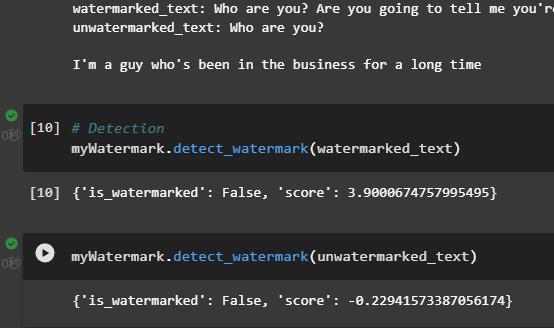 watermarked_text: Who are you? Are you going to tell me you're
unwatermarked_text: Who are you?
I'm a guy who's been in the business for a long time
[10] # Detection
0秒 myWatermark.detect_watermark(watermarked_text)
[10] {'is_watermarked': False, 'score': 3.9000674757995495}
myWatermark.detect_watermark(unwatermarked_text)
0秒
{'is_watermarked': False, 'score': -0.22941573387056174}